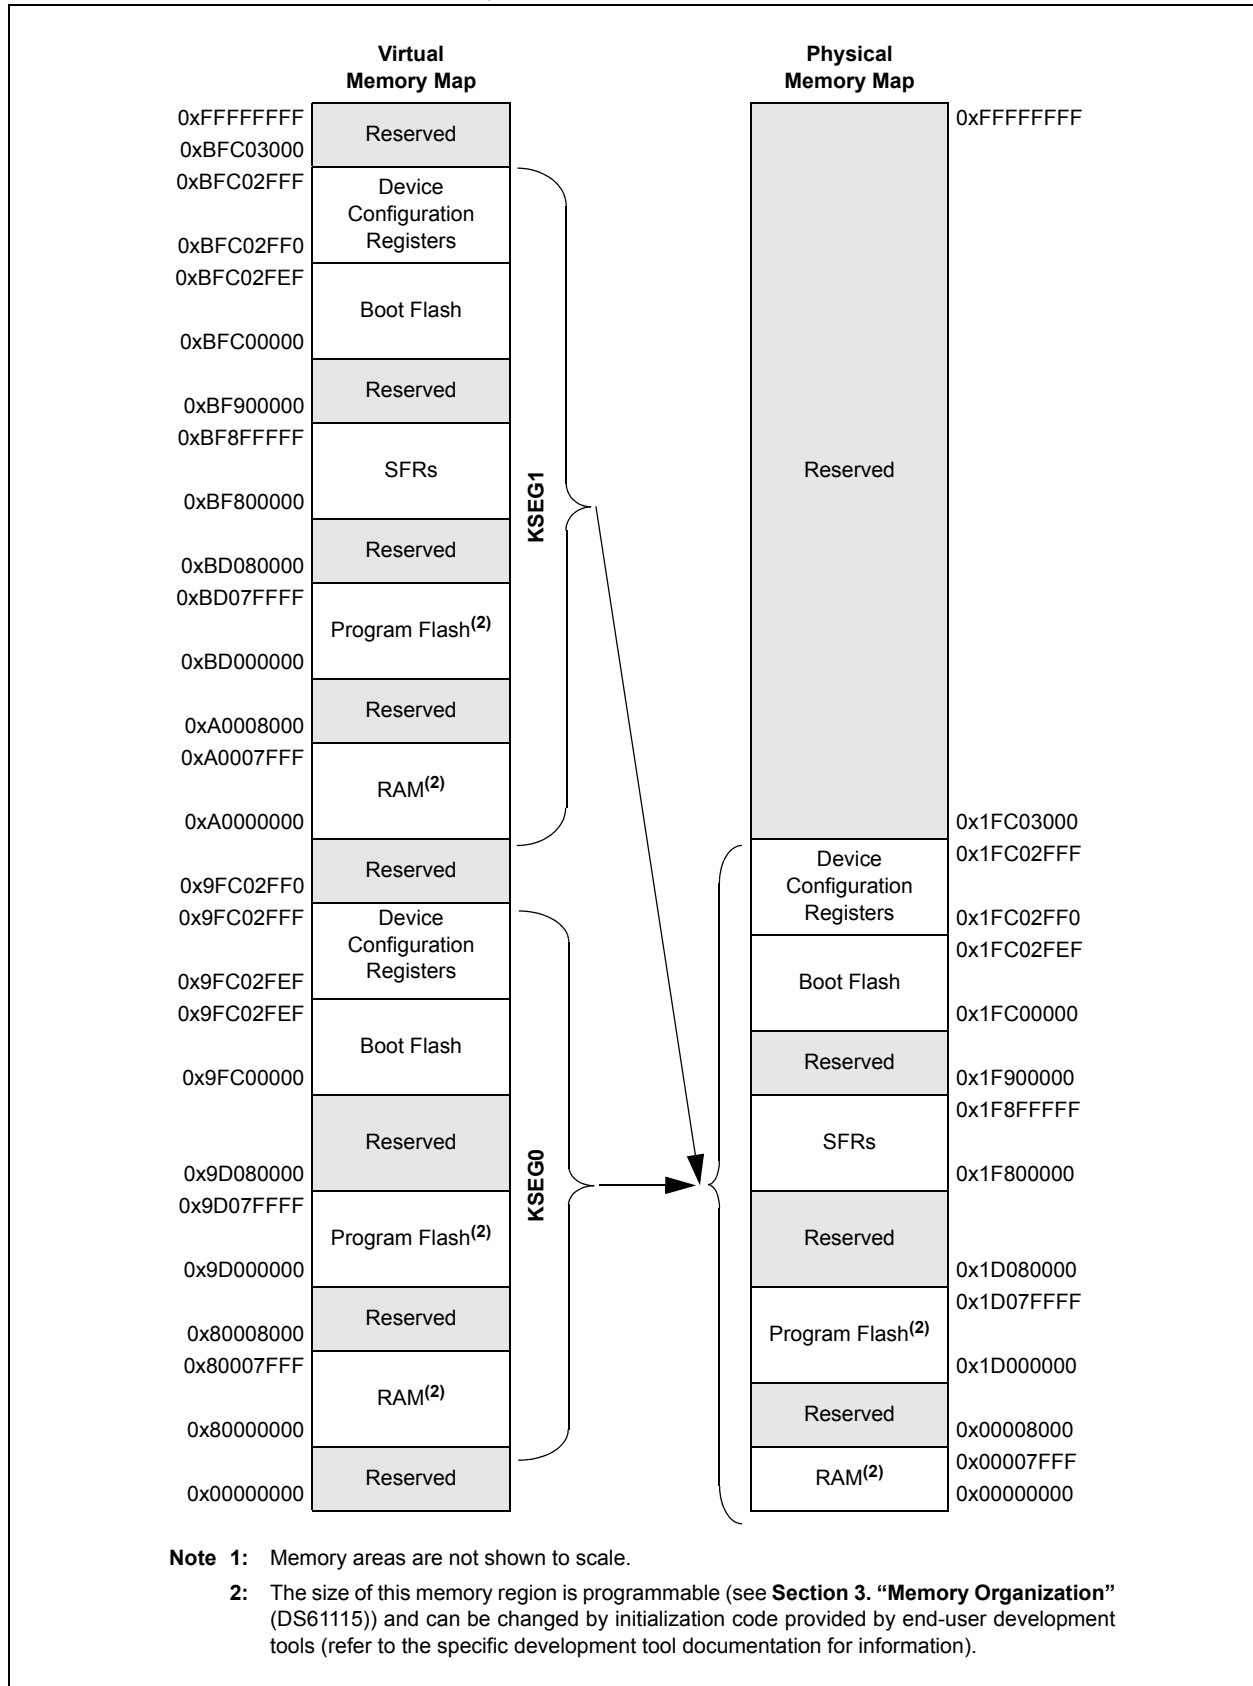 Virtual
Memory Map
Physical
Memory Map
0xFFFFFFFF
Reserved
0xBFC03000
0xBFC02FFF
Device
Configuration
Registers
0xBFC02FF0
0xBFC02FEF
Boot Flash
0xBFC00000
Reserved
0xBF900000
0xBF8FFFFF
SFRs
0xBF800000
Reserved
0xBD080000
0xBD07FFFF
Program Flash(2)
0xBD000000
Reserved
0xA0008000
0xA0007FFF
RAM(2)
0xA0000000
Reserved
0x9FC02FF0
0x9FC02FFF
Device
Configuration
Registers
0x9FC02FEF
0x9FC02FEF
Boot Flash
0x9FC00000
Reserved
0x9D080000
0x9D07FFFF
Program Flash(2)
0x9D000000
Reserved
0x80008000
0x80007FFF
RAM(2)
0x80000000
Reserved
0x00000000
KSEG1
KSEG0
0xFFFFFFFF
Reserved
0x1FC03000
0x1FC02FFF
Device
Configuration
Registers
0x1FC02FF0
0x1FC02FEF
Boot Flash
0x1FC00000
Reserved
0x1F900000
0x1F8FFFFF
SFRs
0x1F800000
Reserved
0x1D080000
0x1D07FFFF
Program Flash(2)
0x1D000000
Reserved
0x00008000
0x00007FFF
RAM(2)
0x00000000
Note 1: Memory areas are not shown to scale.
2: The size of this memory region is programmable (see Section 3. “Memory Organization”
(DS61115)) and can be changed by initialization code provided by end-user development
tools (refer to the specific development tool documentation for information).